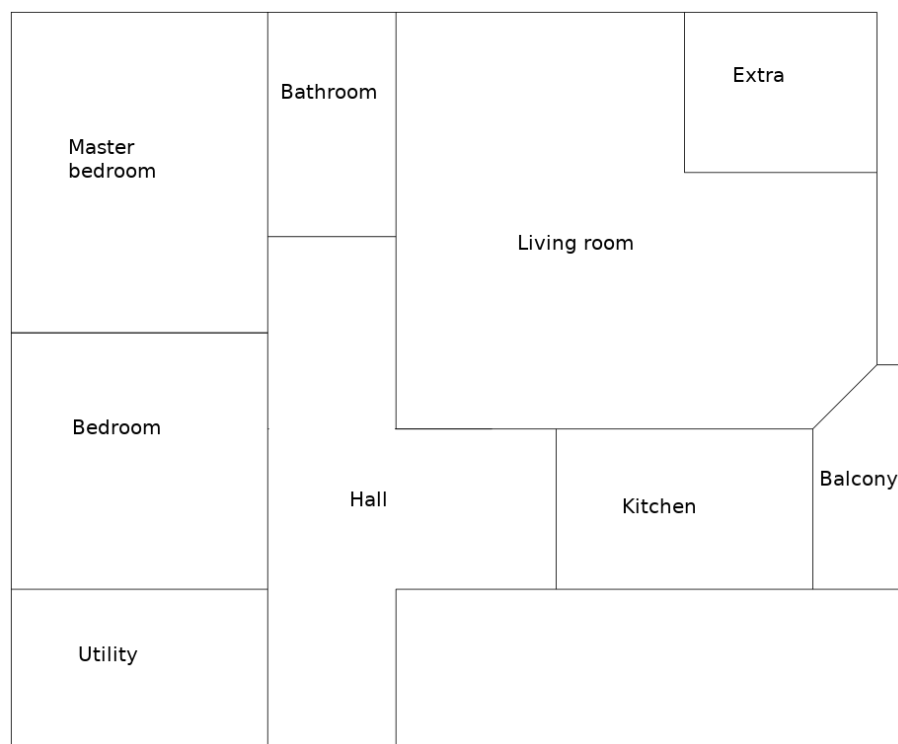 Extra
Bathroom
Master
bedroom
Living room
Bedroom
Balcony
Hall
Kitchen
Utility